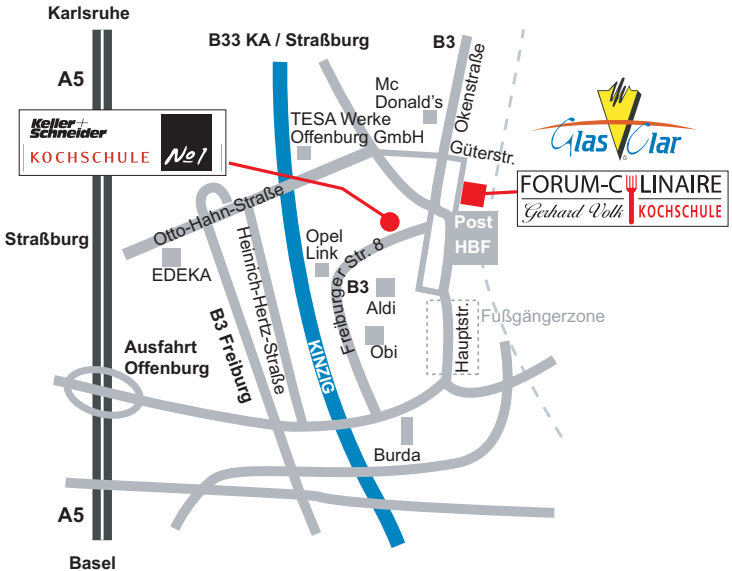 Karlsruhe
B33 KA / Straßburg
B3
A5
Mc
Donald's
Okenstraße
Keller+
Schneider
KOCHSCHULE
No1
TESA Werke
Offenburg GmbH
Güterstr.
GlasClar
FORUM-CULINAIRE
Gerhard Volk
KOCHSCHULE
Otto-Hahn-Straße
Post
HBF
Straßburg
EDEKA
Heinrich-Hertz-Straße
Opel
Link
Freiburger Str. 8
B3
Aldi
Obi
Hauptstr.
Fußgängerzone
B3 Freiburg
KINZIG
Ausfahrt
Offenburg
Burda
A5
Basel